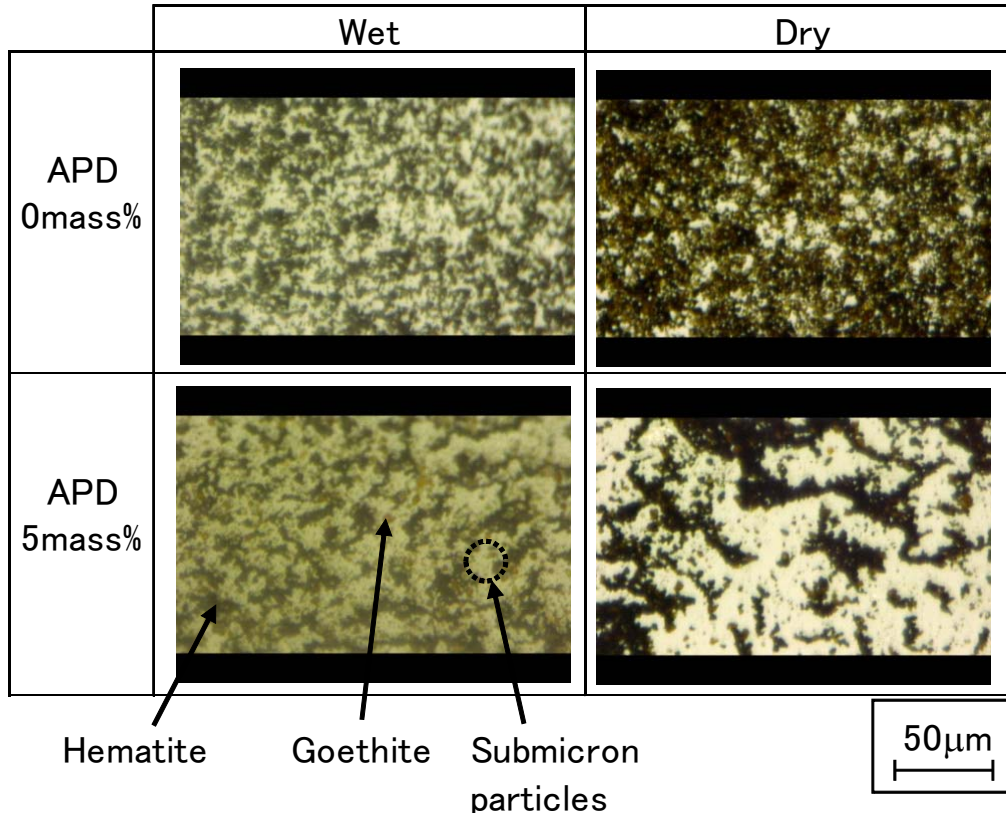 Wet
Dry
APD
0mass%
APD
5mass%
Hematite
Goethite
Submicron
particles
50μm